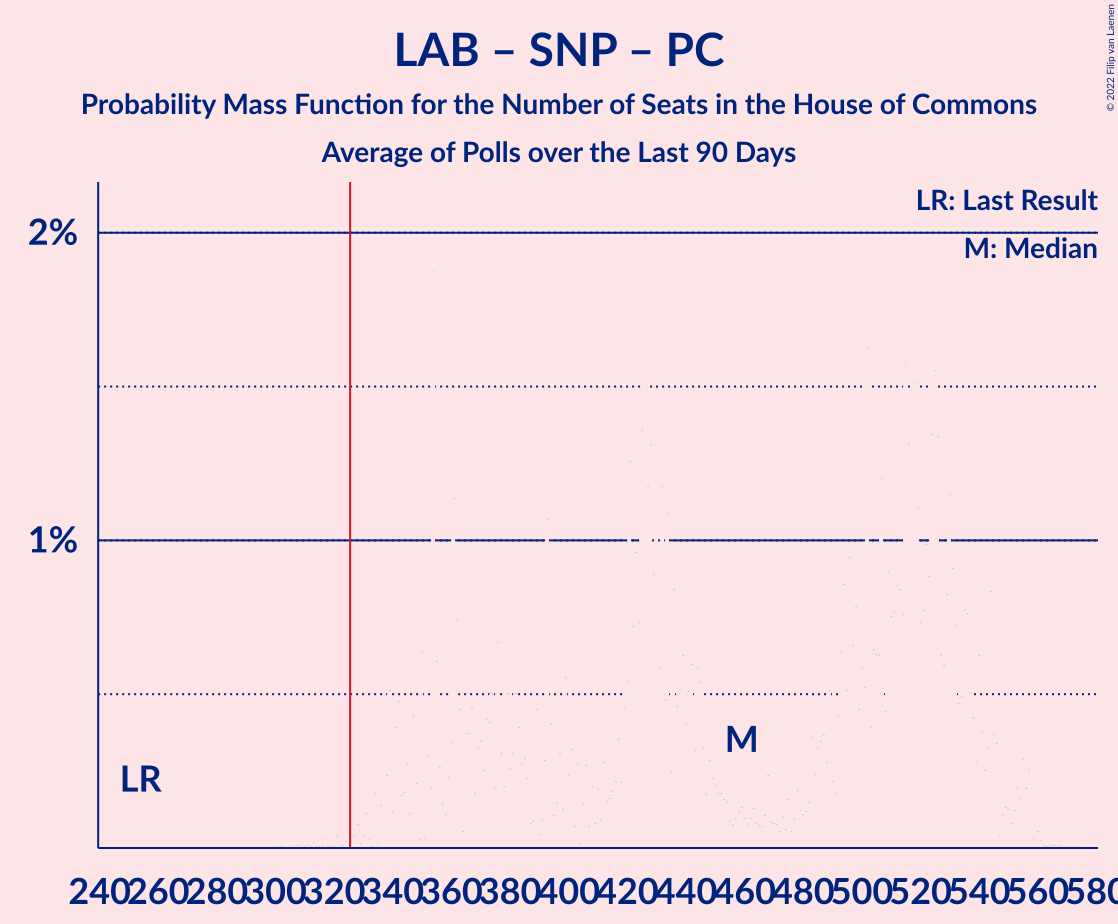 LAB – SNP – PC
Probability Mass Function for the Number of Seats in the House of Commons
Average of Polls over the Last 90 Days
© 2022 Filip van Laenen
LR: Last Result
M: Median
2%
1%
LR
M
240 260 280 300 320 340 360 380 400 420 440 460 480 500 520 540 560 580